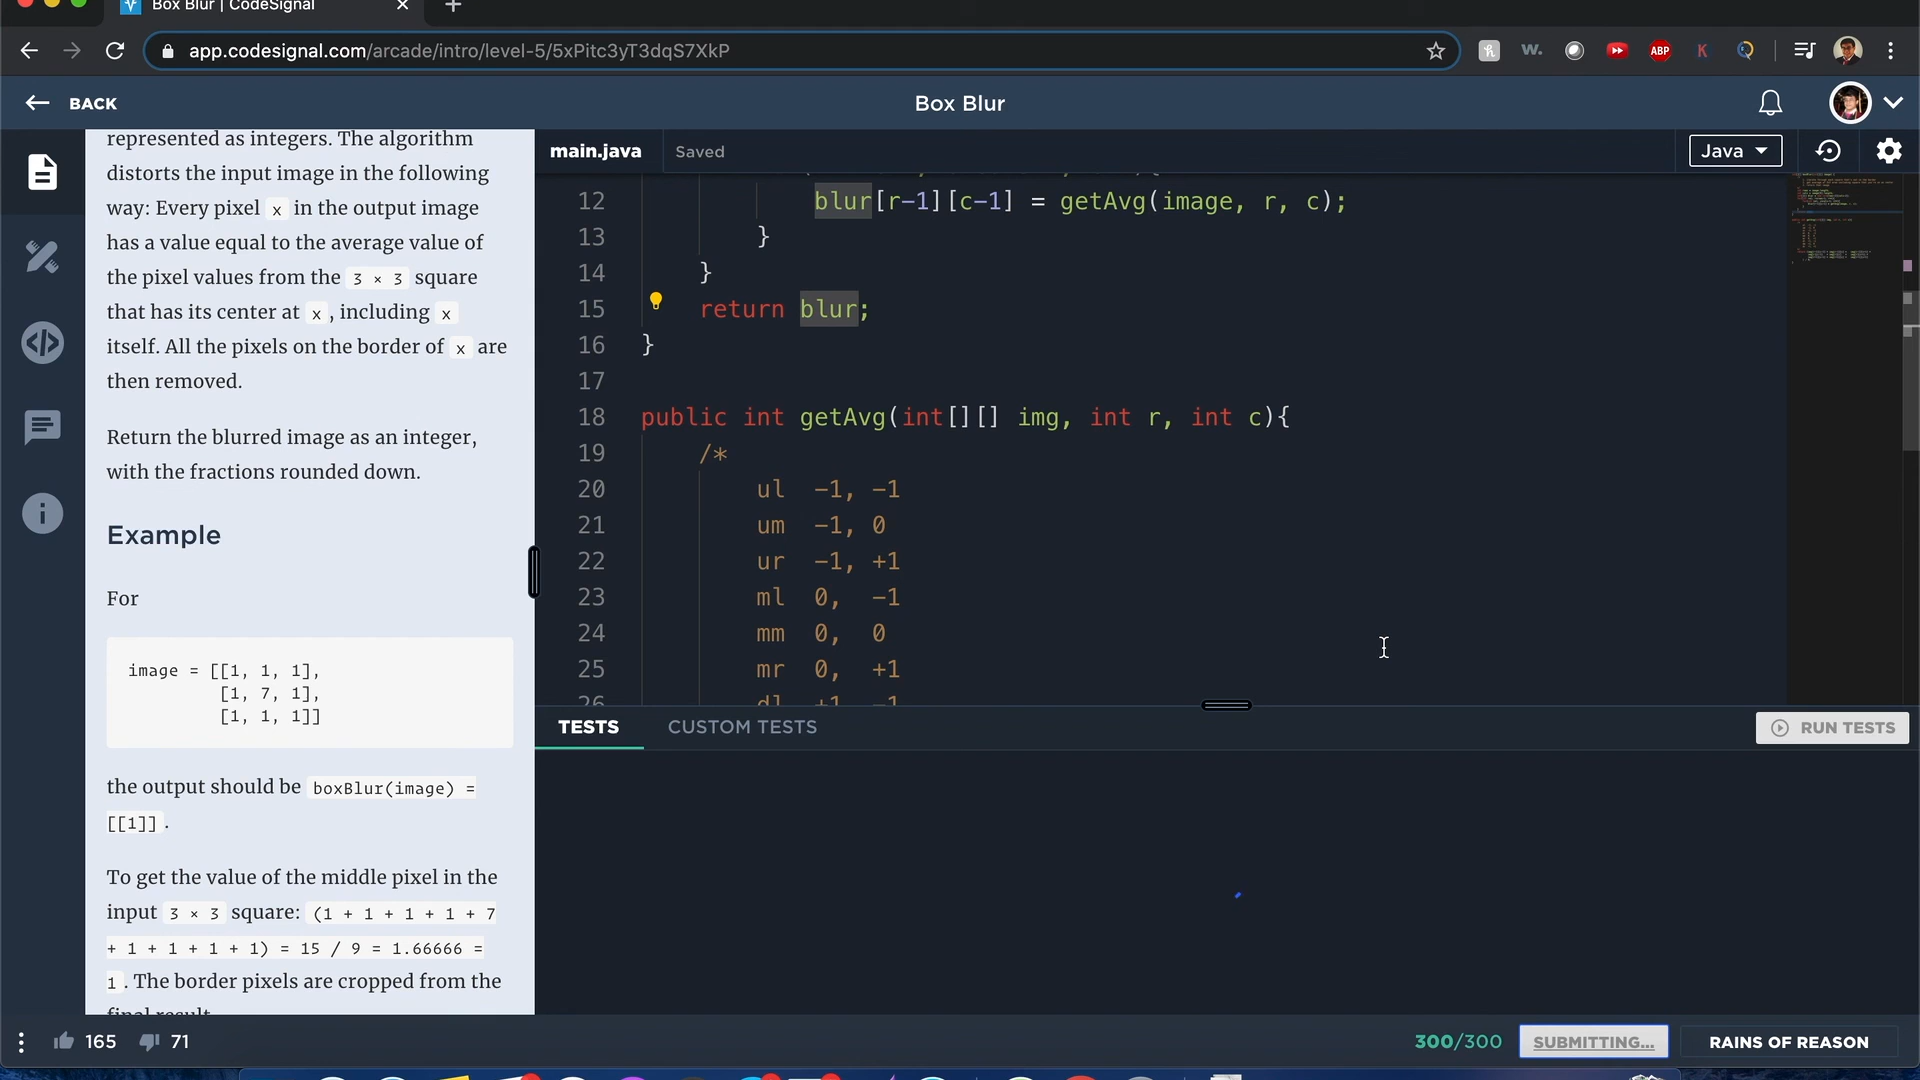 Box Blur | CodeSignal
app.codesignal.com/arcade/intro/level-5/5xPitc3yT3dqS7XkP
w.
ABP
K
BACK
Box Blur
represented as integers. The algorithm
distorts the input image in the following
way: Every pixel x in the output image
has a value equal to the average value of
the pixel values from the 3 × 3 square
that has its center at x , including x
itself. All the pixels on the border of x are
then removed.
Return the blurred image as an integer,
with the fractions rounded down.
Example
For
image = [[1, 1, 1],
[1, 7, 1],
[1, 1, 1]]
the output should be boxBlur(image) =
[[1]] .
To get the value of the middle pixel in the
input 3 × 3 square: (1 + 1 + 1 + 1 + 7
+ 1 + 1 + 1 + 1) = 15 / 9 = 1.66666 =
1 . The border pixels are cropped from the
final result.
main.java
Saved
Java
12 blur[r-1][c-1] = getAvg(image, r, c);
13 }
14 }
15 return blur;
16 }
17
18 public int getAvg(int[][] img, int r, int c){
19 /*
20 ul -1, -1
21 um -1, 0
22 ur -1, +1
23 ml 0, -1
24 mm 0, 0
25 mr 0, +1
26 dl +1 -1
TESTS
CUSTOM TESTS
RUN TESTS
165
71
300/300
SUBMITTING...
RAINS OF REASON